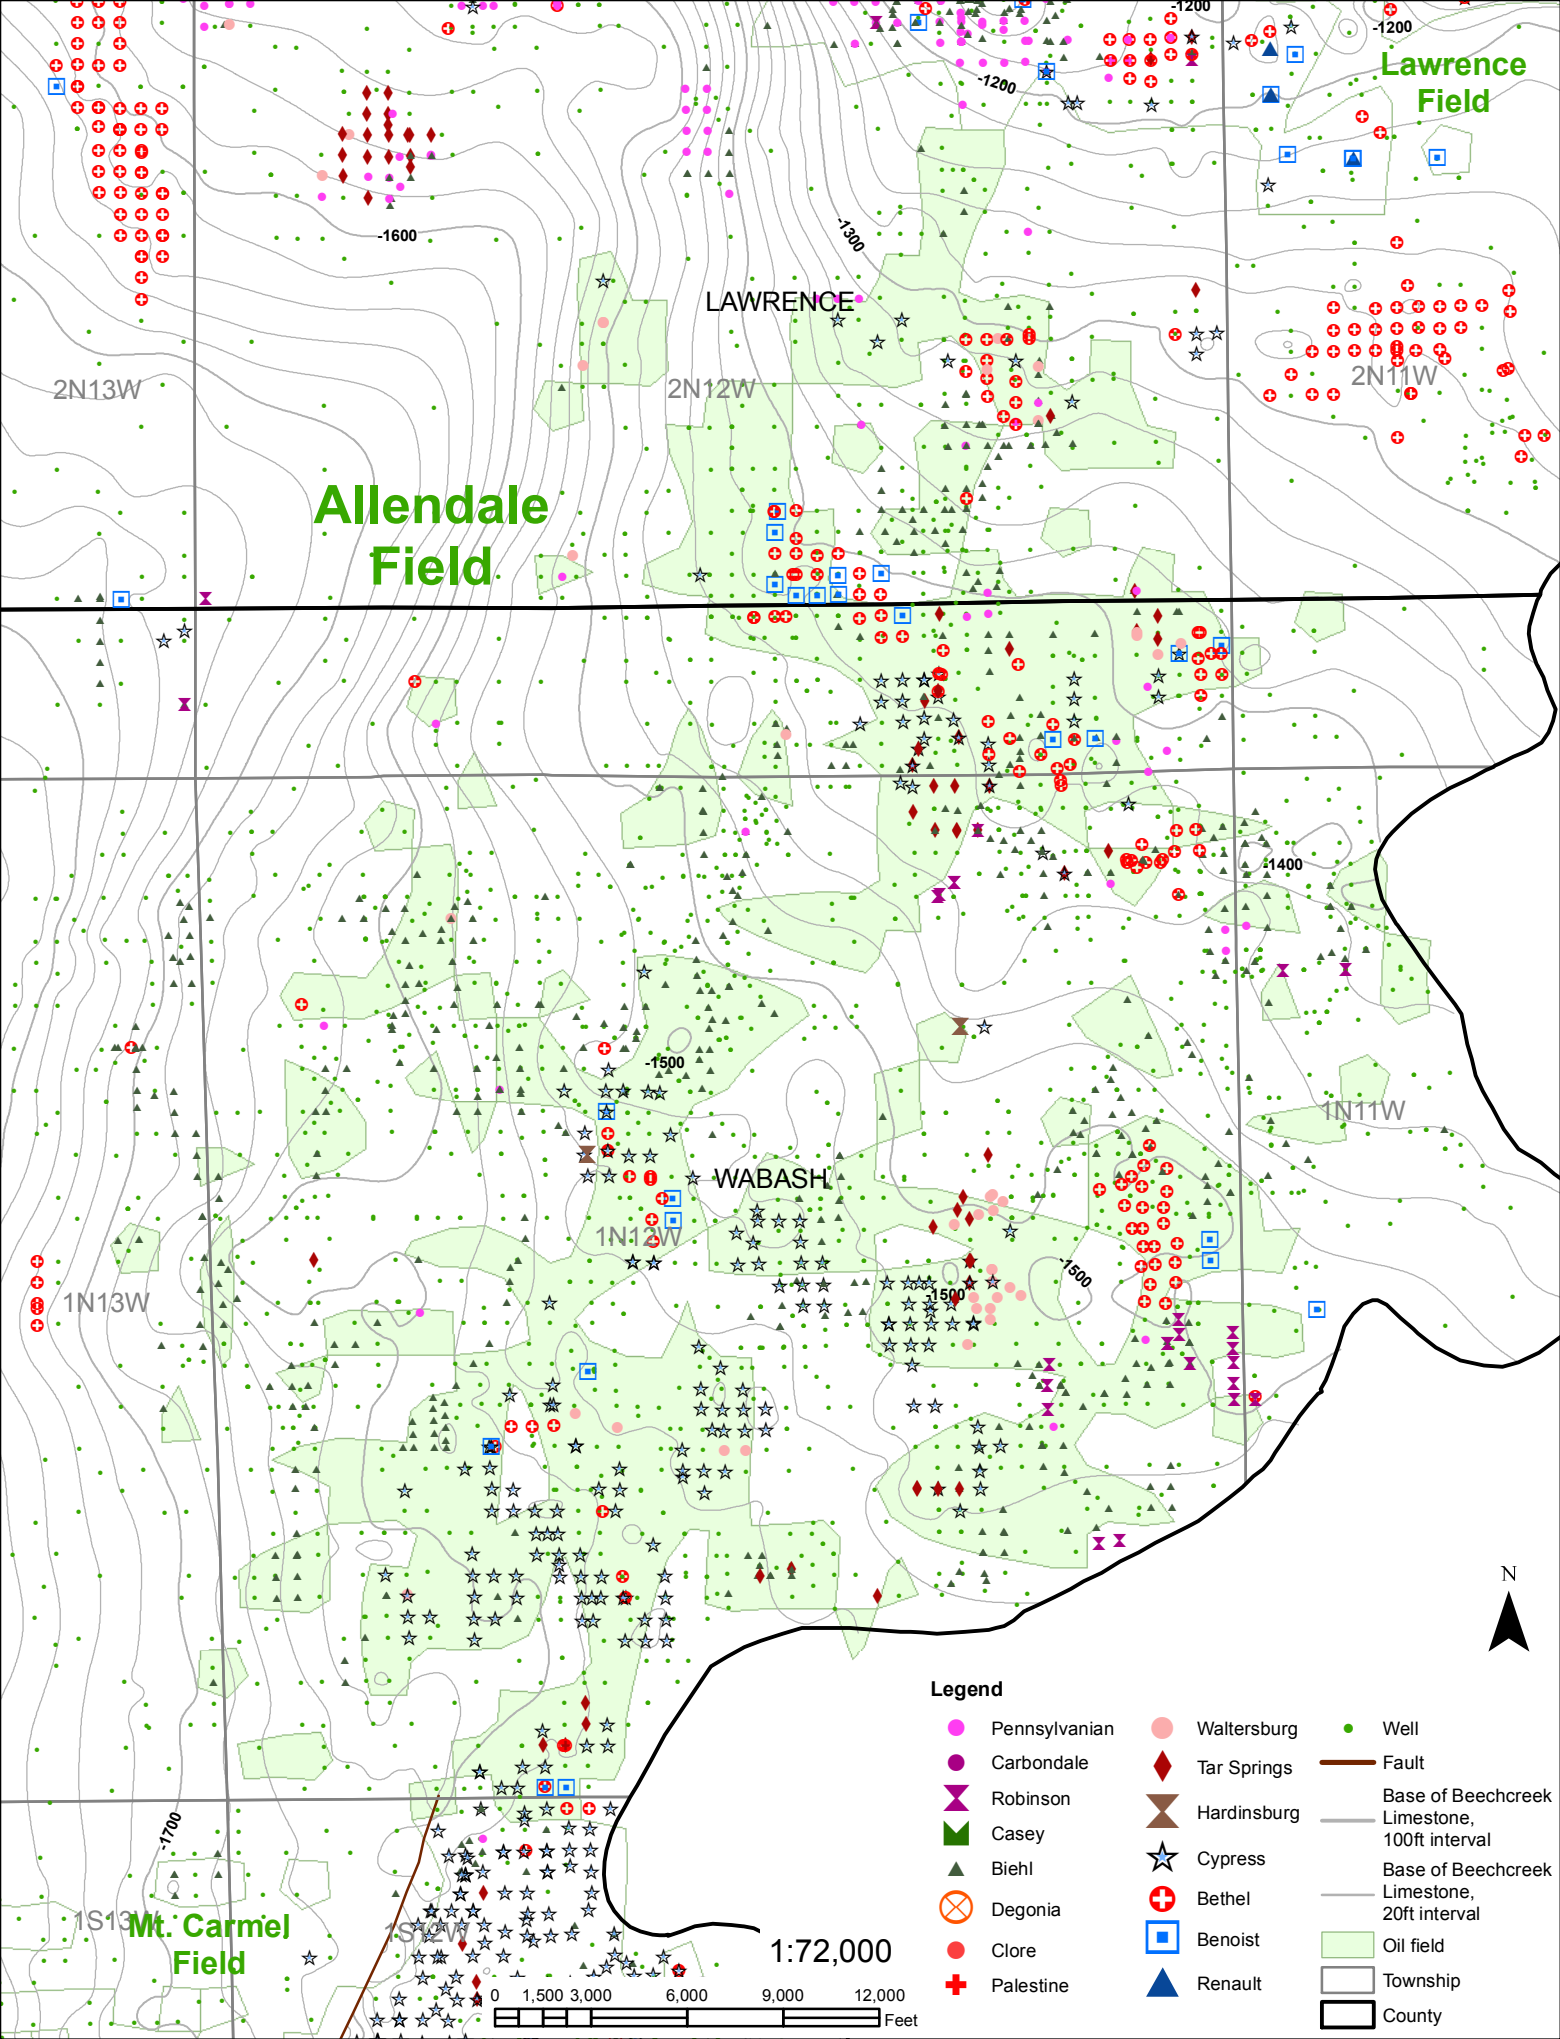 -1200
-1200
Lawrence
Field
-1200
-1300
-1600
LAWRENCE
2N13W
2N12W
2N11W
Allendale
Field
-1400
-1500
1N11W
WABASH
1N12W
-1500
1N13W
-1500
-1700
1S13W
Mt. Carmel
Field
1S12W
1:72,000
0 1,500 3,000 6,000 9,000 12,000
Feet
N
Legend
Pennsylvanian
Carbondale
Robinson
Casey
Biehl
Degonia
Clore
Palestine
Waltersburg
Tar Springs
Hardinsburg
Cypress
Bethel
Benoist
Renault
Well
Fault
Base of Beechcreek
Limestone,
100ft interval
Base of Beechcreek
Limestone,
20ft interval
Oil field
Township
County